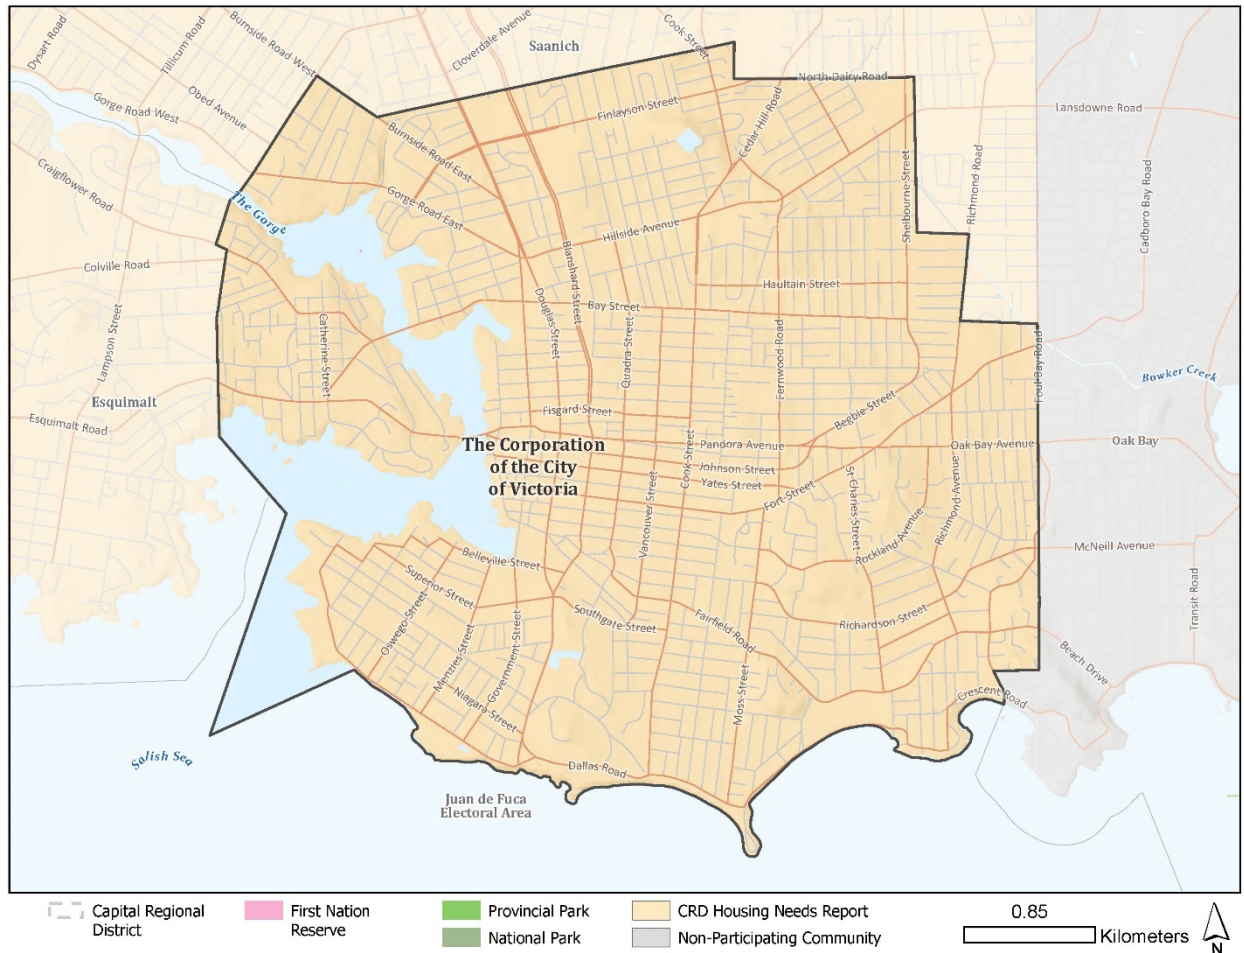 Dysart Road
Tillicum Road
Burnside Road West
Cloverdale Avenue
Saanich
Cook Street
North Dairy Road
Obed Avenue
Gorge Road West
Finlayson Street
Cedar Hill Road
Lansdowne Road
Burnside Road East
Craigflower Road
Richmond Road
Shelbourne Street
Cadboro Bay Road
The Gorge
Gorge Road East
Hillside Avenue
Colville Road
Blanshard Street
Haultain Street
Bay Street
Douglas Street
Lampson Street
Catherine Street
Quadra Street
Fernwood Road
Foul Bay Road
Bowker Creek
Esquimalt
Esquimalt Road
Fisgard Street
Begbie Street
The Corporation
of the City
of Victoria
Pandora Avenue
Oak Bay Avenue
Oak Bay
Cook Street
Johnson Street
Yates Street
Fort Street
St Charles Street
Richmond Avenue
Vancouver Street
Rockland Avenue
McNeill Avenue
Belleville Street
Superior Street
Oswego Street
Southgate Street
Fairfield Road
Richardson Street
Transit Road
Menzies Street
Government Street
Beach Drive
Niagara Street
Moss Street
Crescent Road
Salish Sea
Dallas Road
Juan de Fuca
Electoral Area
Capital Regional
District
First Nation
Reserve
Provincial Park
National Park
CRD Housing Needs Report
Non-Participating Community
0.85
Kilometers
N